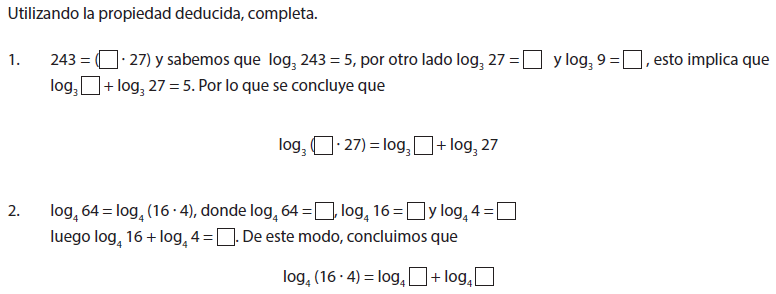 Utilizando la propiedad deducida, completa.
1. 243 = (□ · 27) y sabemos que log₃ 243 = 5, por otro lado log₃ 27 = □ y log₃ 9 = □, esto implica que
log₃ □ + log₃ 27 = 5. Por lo que se concluye que
log₃ (□ · 27) = log₃ □ + log₃ 27
2. log₄ 64 = log₄ (16 · 4), donde log₄ 64 = □, log₄ 16 = □ y log₄ 4 = □
luego log₄ 16 + log₄ 4 = □. De este modo, concluimos que
log₄ (16 · 4) = log₄ □ + log₄ □